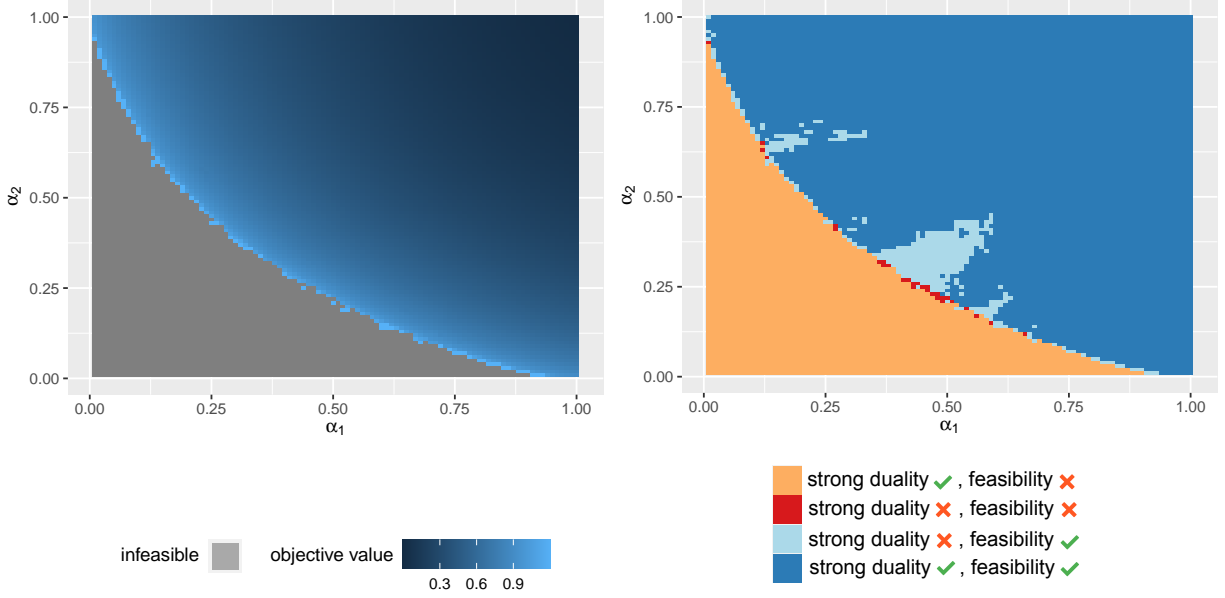 1.00
0.75
0.50
0.25
0.00
α2
0.00 0.25 0.50 0.75 1.00
α1
infeasible
objective value
0.3 0.6 0.9
1.00
0.75
0.50
0.25
0.00
α2
0.00 0.25 0.50 0.75 1.00
α1
strong duality ✓ , feasibility ✗
strong duality ✗ , feasibility ✗
strong duality ✗ , feasibility ✓
strong duality ✓ , feasibility ✓